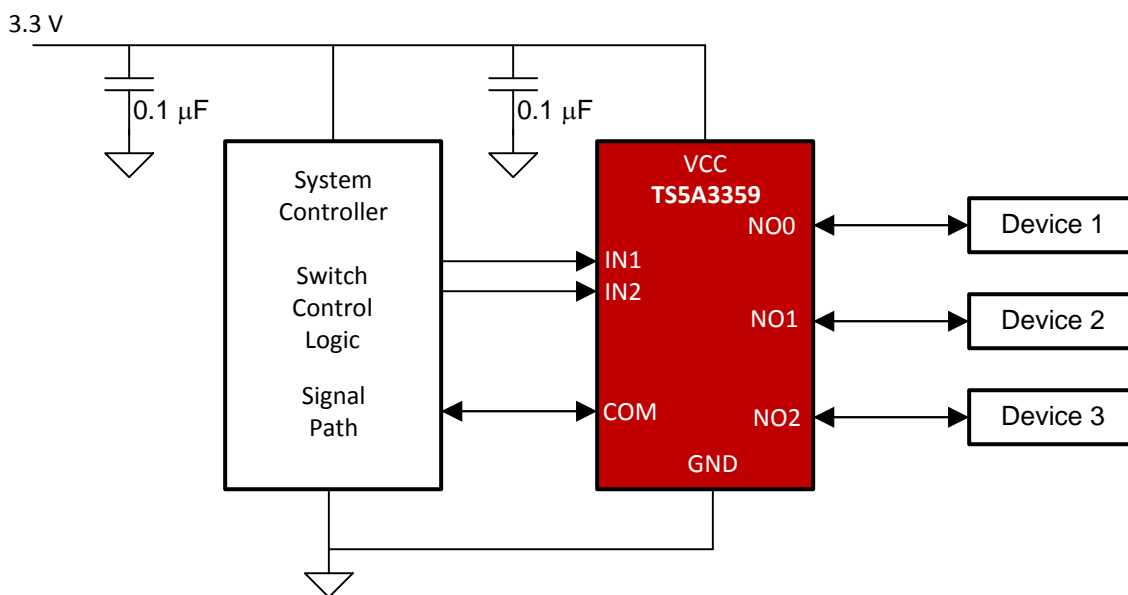 3.3 V
0.1 μF
0.1 μF
System
Controller
Switch
Control
Logic
Signal
Path
VCC
TS5A3359
NO0
IN1
IN2
NO1
COM
NO2
GND
Device 1
Device 2
Device 3